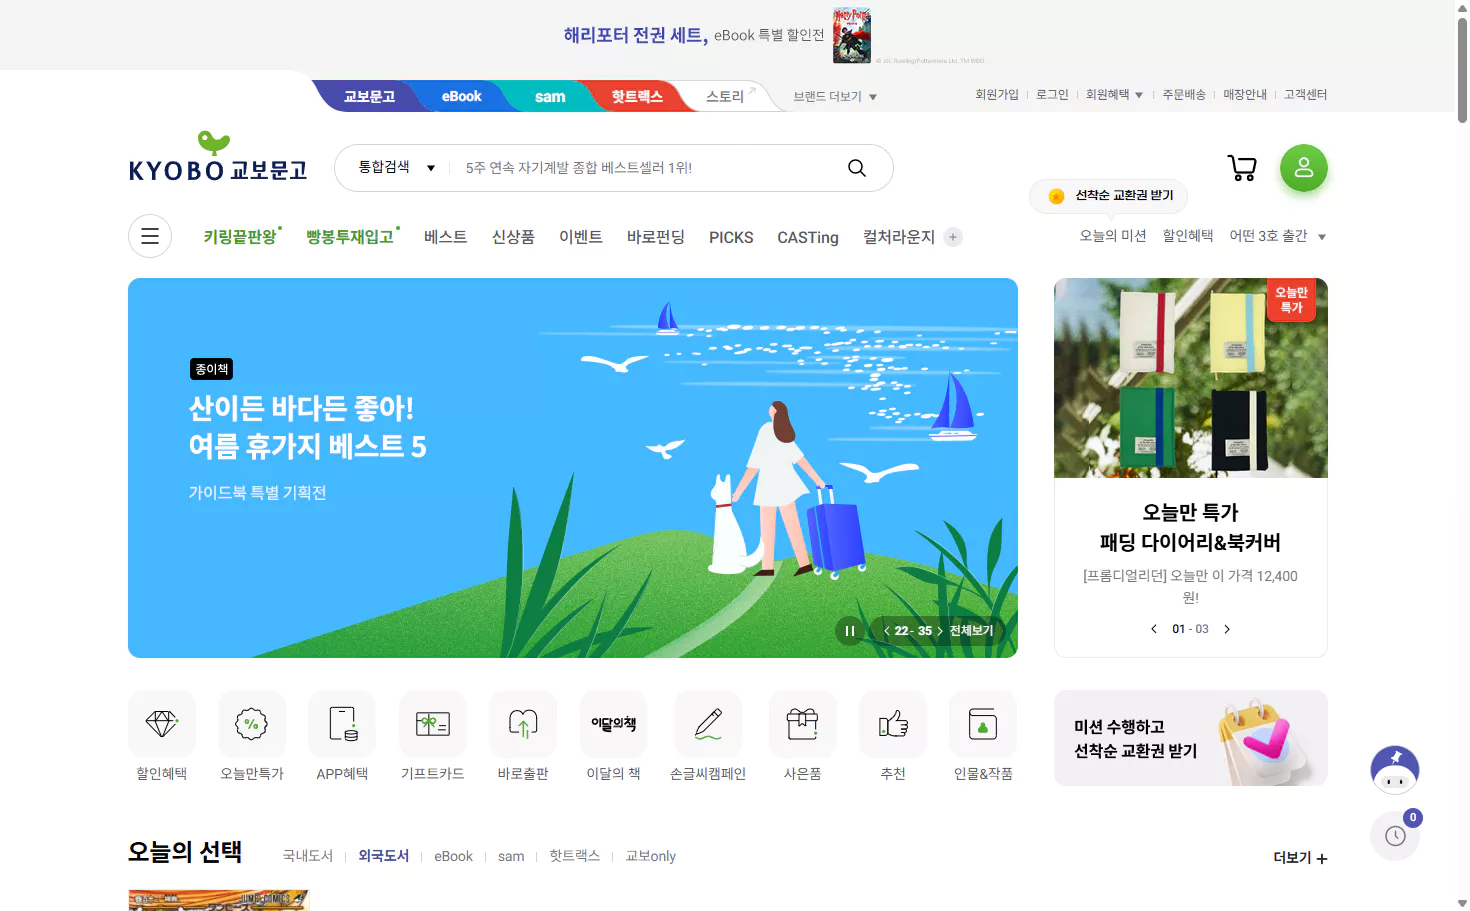 해리포터 전권 세트, eBook 특별 할인전
교보문고 eBook sam 핫트랙스 스토리 브랜드 더보기
회원가입 로그인 회원혜택 주문배송 매장안내 고객센터
KYOBO 교보문고
통합검색 5주 연속 자기계발 종합 베스트셀러 1위!
선착순 교환권 받기
키링끝판왕 빵봉투재입고 베스트 신상품 이벤트 바로펀딩 PICKS CASTing 컬처라운지
오늘의 미션 할인혜택 어떤 3호 출간
종이책
산이든 바다든 좋아!
여름 휴가지 베스트 5
가이드북 특별 기획전
22 - 35 전체보기
오늘만
특가
오늘만 특가
패딩 다이어리&북커버
[프롬디얼리던] 오늘만 이 가격 12,400
원!
01 - 03
이달의책
할인혜택 오늘만특가 APP혜택 기프트카드 바로출판 이달의 책 손글씨캠페인 사은품 추천 인물&작품
미션 수행하고
선착순 교환권 받기
0
오늘의 선택 국내도서 외국도서 eBook sam 핫트랙스 교보only
더보기 +
JUMP COMICS